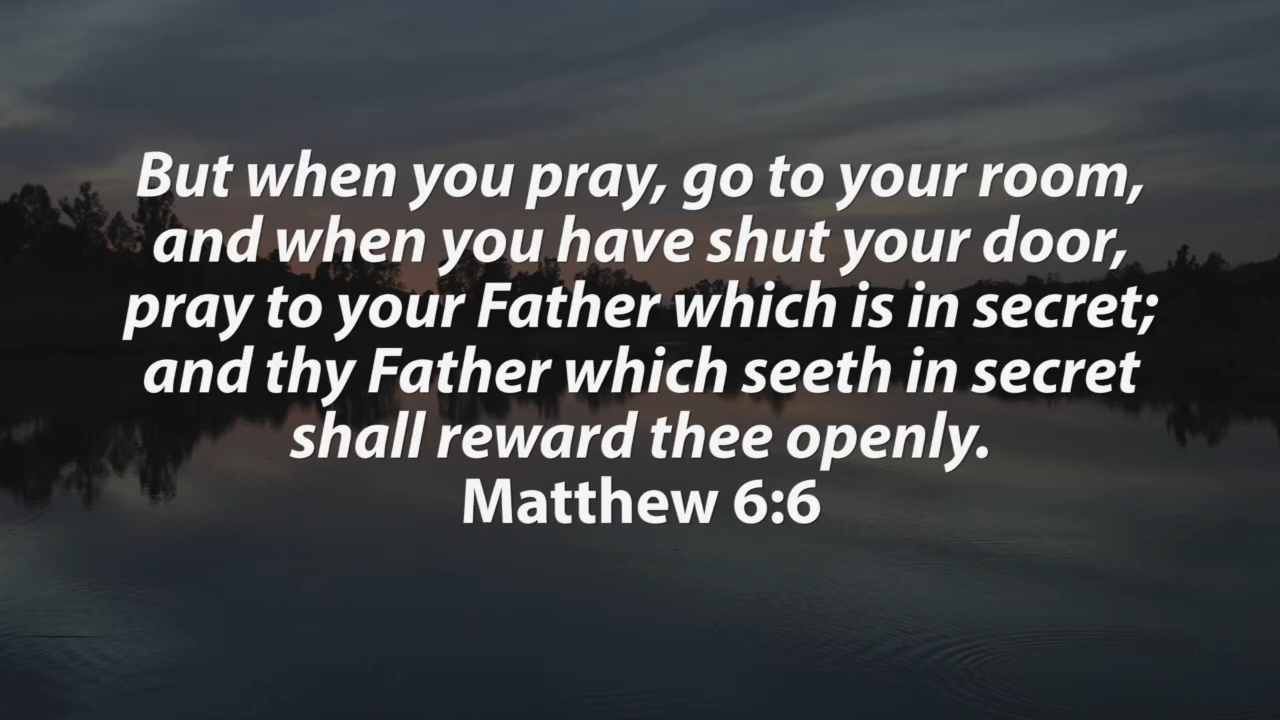 But when you pray, go to your room,
and when you have shut your door,
pray to your Father which is in secret;
and thy Father which seeth in secret
shall reward thee openly.
Matthew 6:6